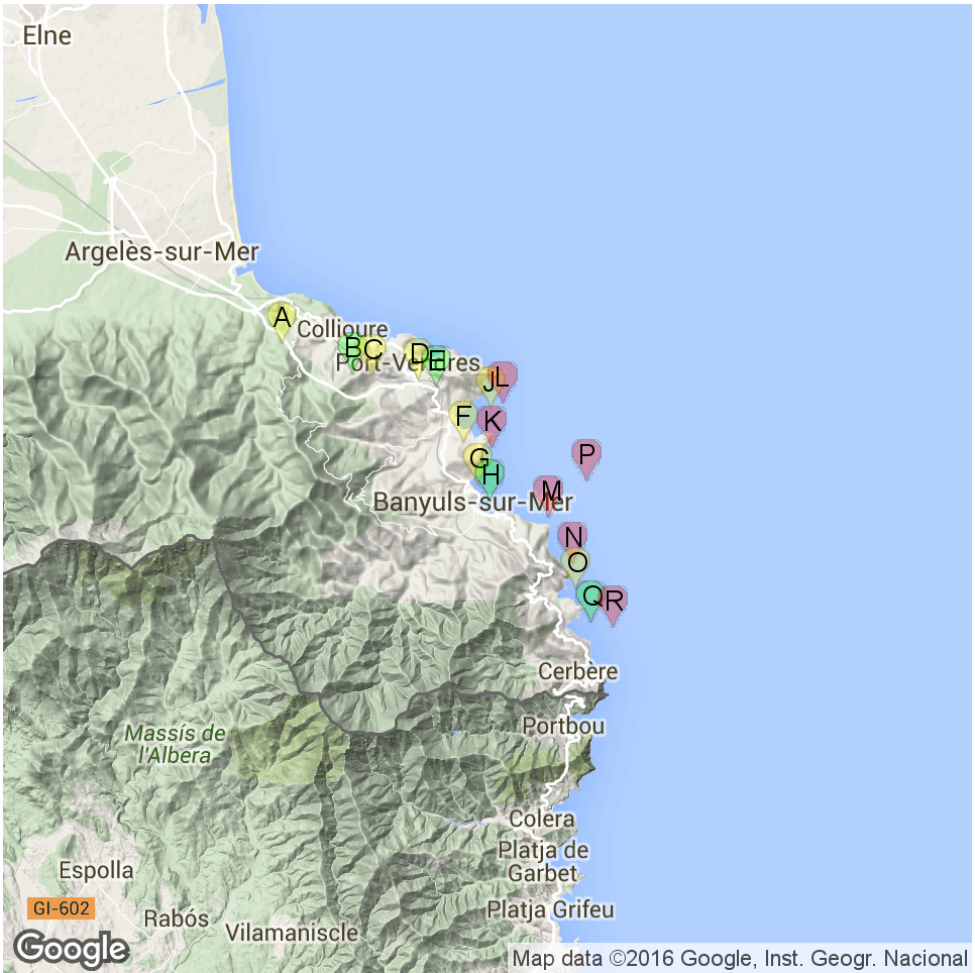 Elne
Argelès-sur-Mer
A
Collioure
B
C
D
E
Port-Vendres
J
L
F
K
G
H
P
Banyuls-sur-Mer
M
N
O
Q
R
Cerbère
Portbou
Massís de
l'Albera
Colera
Platja de
Garbet
Espolla
GI-602
Platja Grifeu
Rabós
Vilamaniscle
Google
Map data ©2016 Google, Inst. Geogr. Nacional